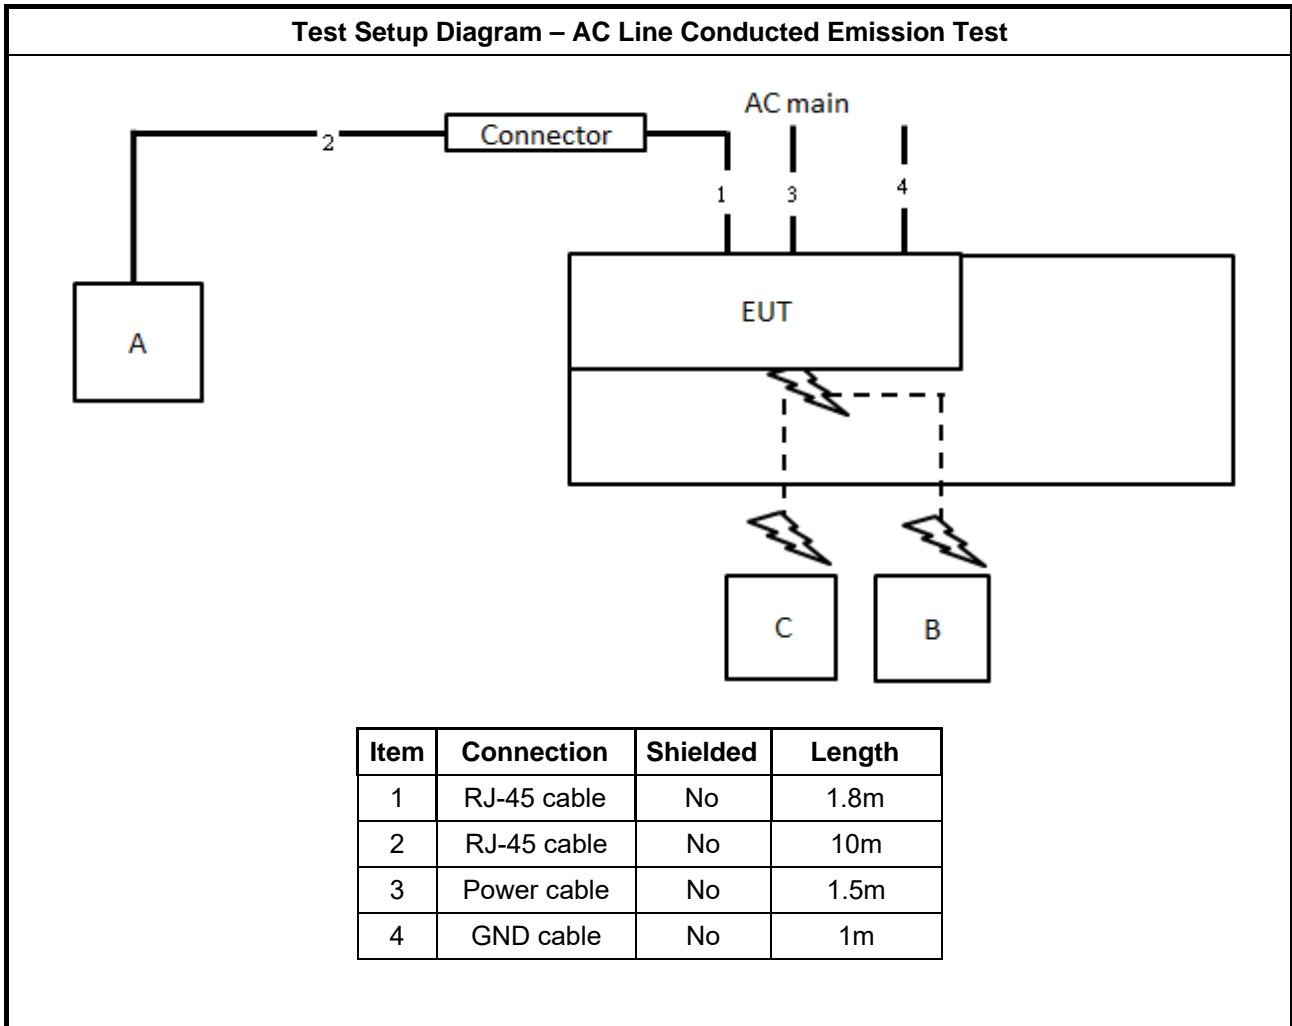 Test Setup Diagram – AC Line Conducted Emission Test
AC main
2
Connector
1
3
4
EUT
A
C
B
Item Connection Shielded Length
1 RJ-45 cable No 1.8m
2 RJ-45 cable No 10m
3 Power cable No 1.5m
4 GND cable No 1m